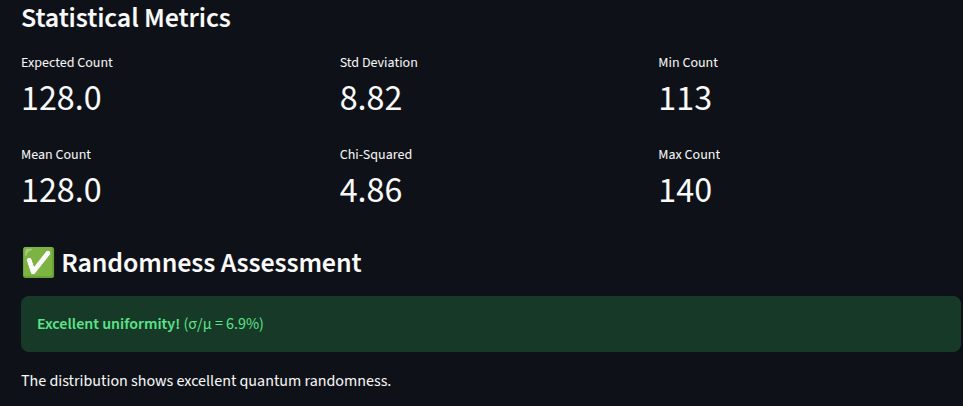 Statistical Metrics
Expected Count
Std Deviation
Min Count
128.0
8.82
113
Mean Count
Chi-Squared
Max Count
128.0
4.86
140
✅ Randomness Assessment
Excellent uniformity! (σ/μ = 6.9%)
The distribution shows excellent quantum randomness.